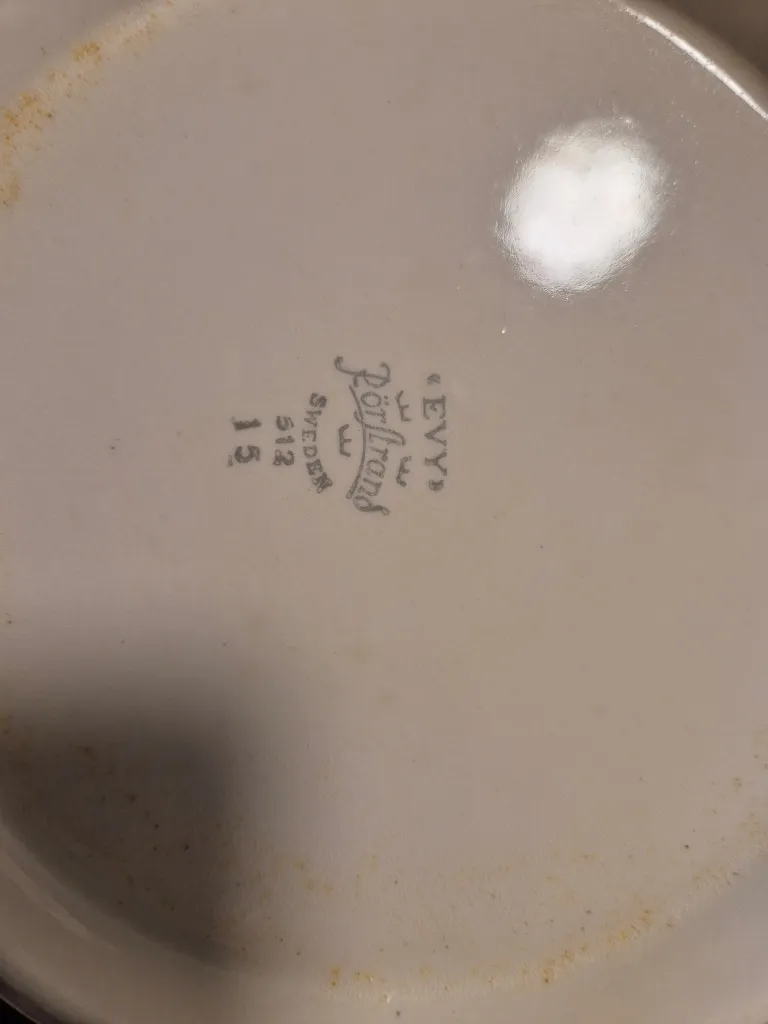 "EVY"
Rörstrand
SWEDEN
512
15